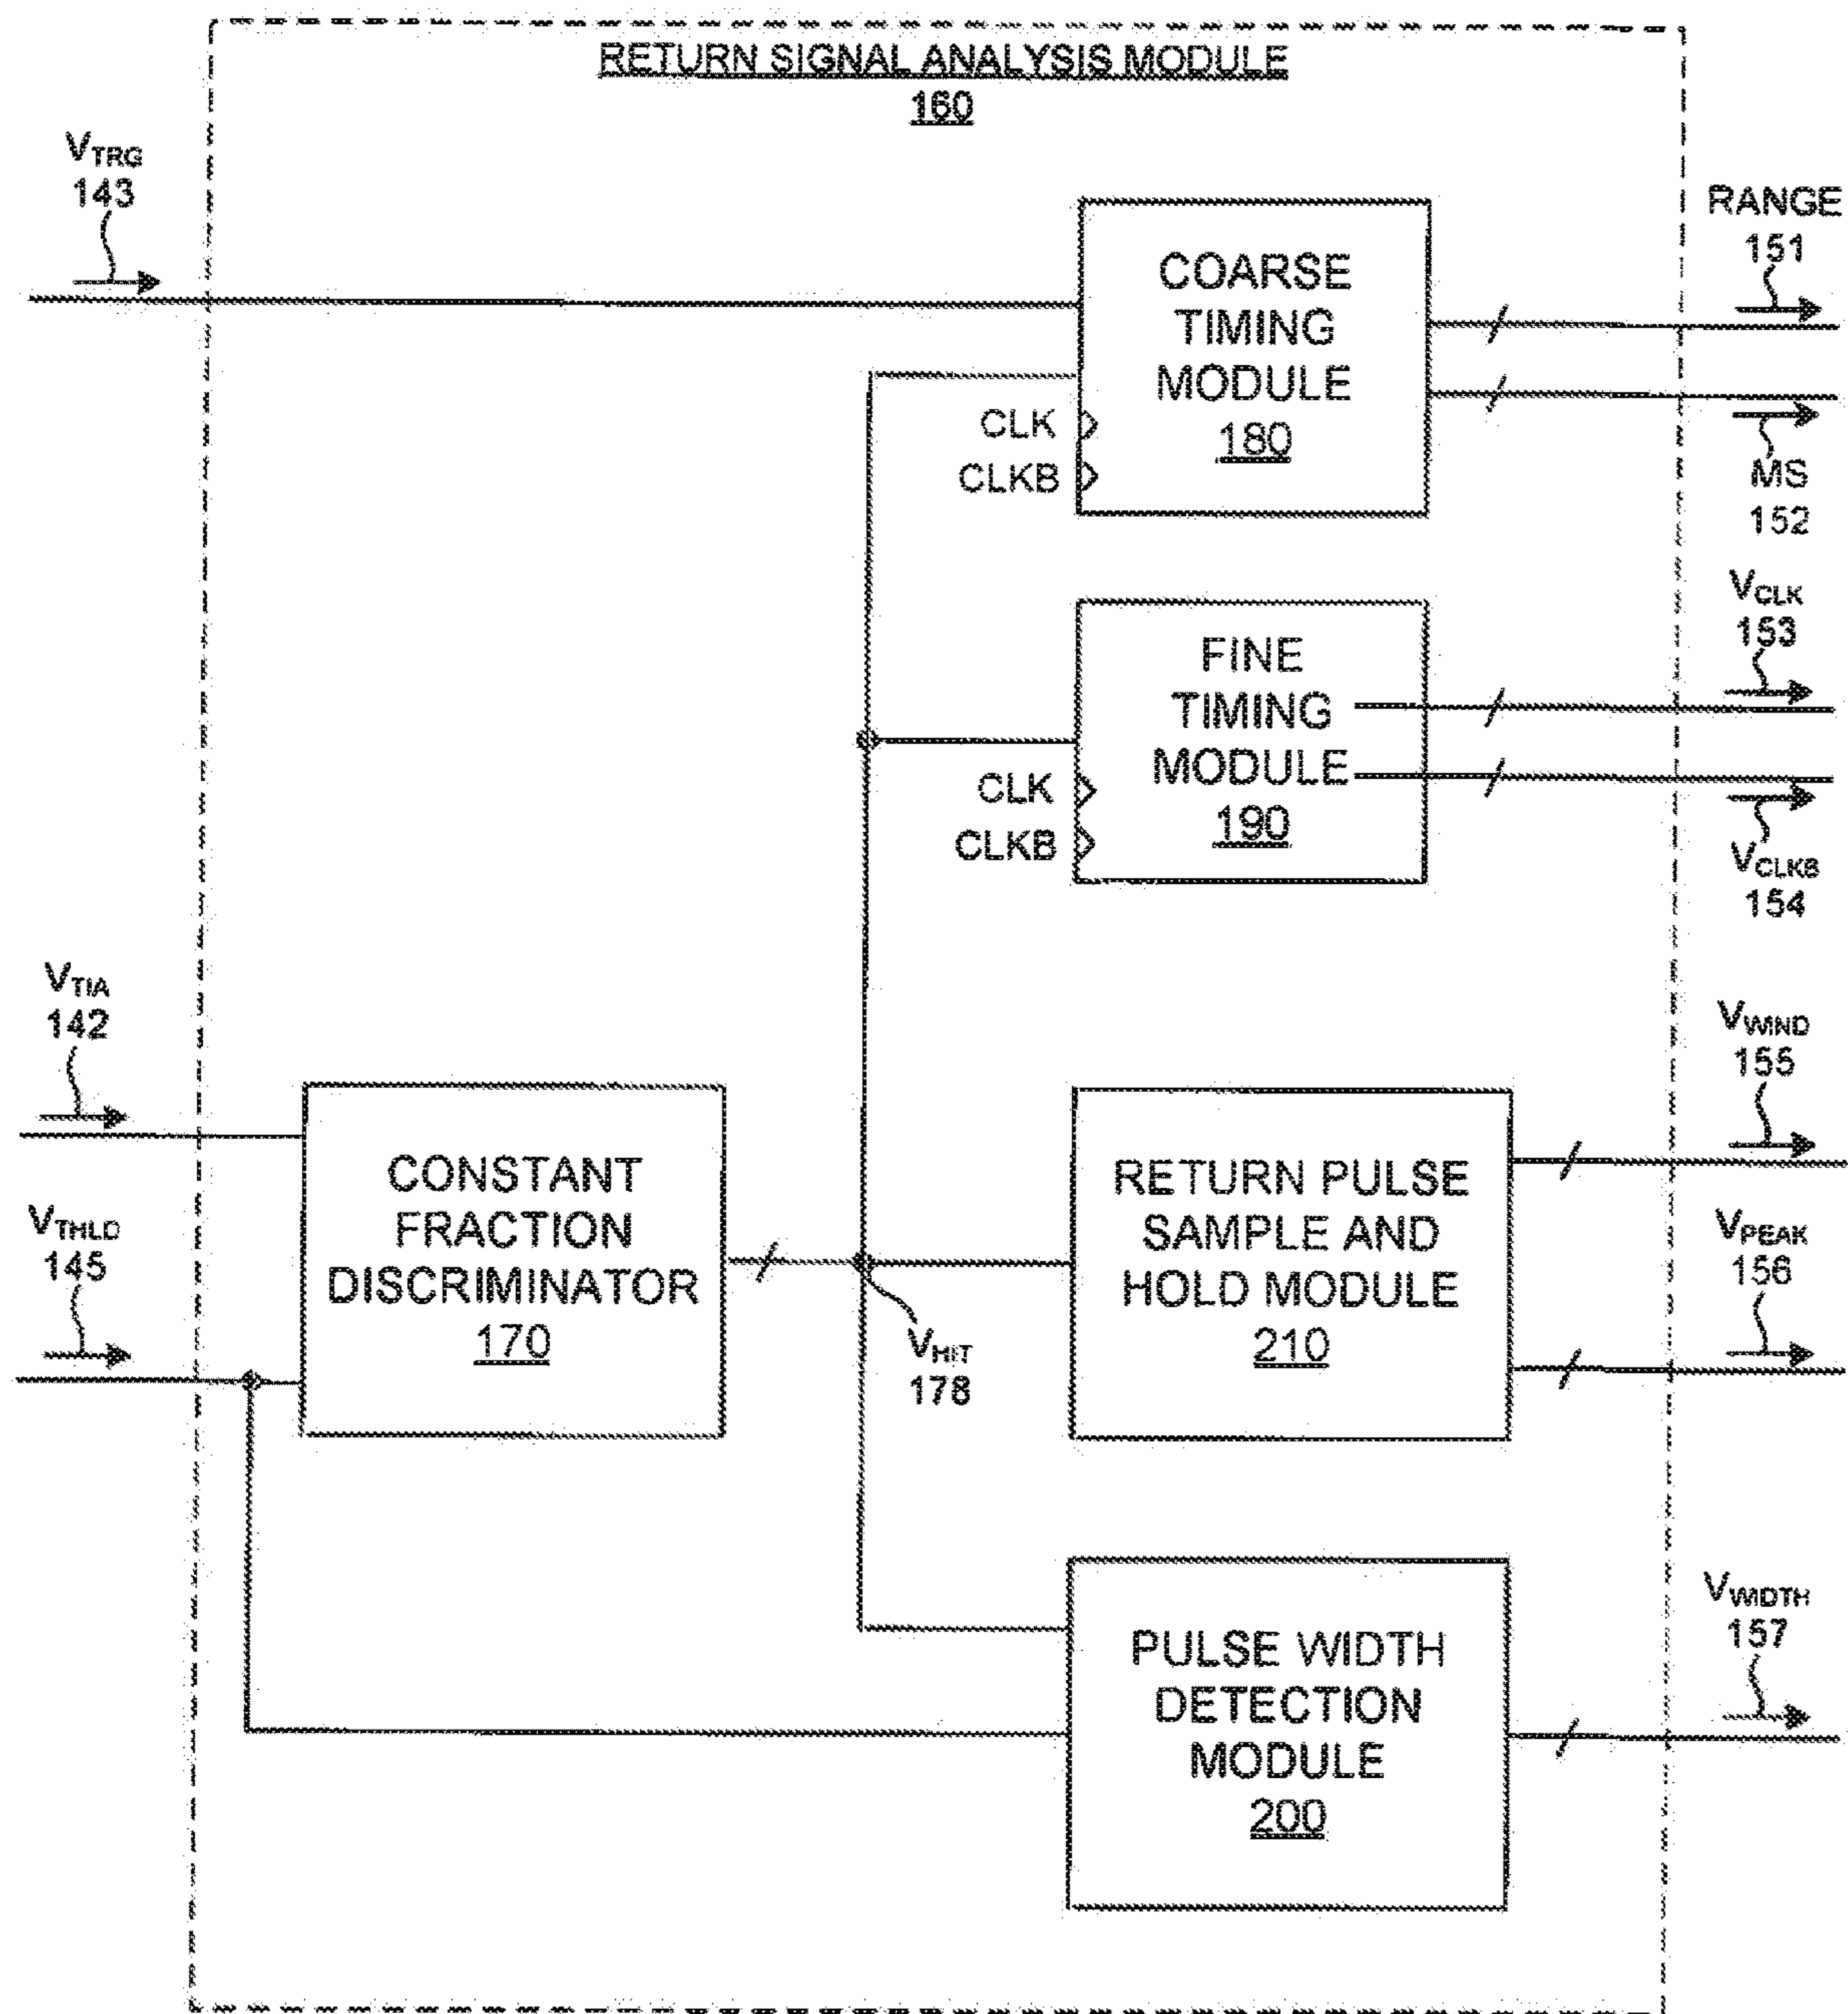 RETURN SIGNAL ANALYSIS MODULE
160
VTRG
143
COARSE
TIMING
MODULE
180
CLK
CLKB
RANGE
151
MS
152
FINE
TIMING
MODULE
190
CLK
CLKB
VCLK
153
VCLKB
154
VTIA
142
VTHLD
145
CONSTANT
FRACTION
DISCRIMINATOR
170
VHIT
178
RETURN PULSE
SAMPLE AND
HOLD MODULE
210
VWIND
155
VPEAK
156
PULSE WIDTH
DETECTION
MODULE
200
VWIDTH
157